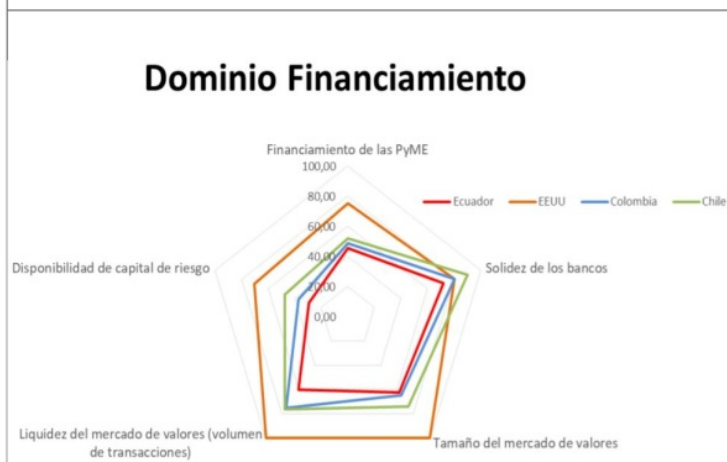 Dominio Financiamiento
Financiamiento de las PyME
100,00
80,00
60,00
40,00
20,00
0,00
Ecuador
EEUU
Colombia
Chile
Disponibilidad de capital de riesgo
Solidez de los bancos
Liquidez del mercado de valores (volumen
de transacciones)
Tamaño del mercado de valores